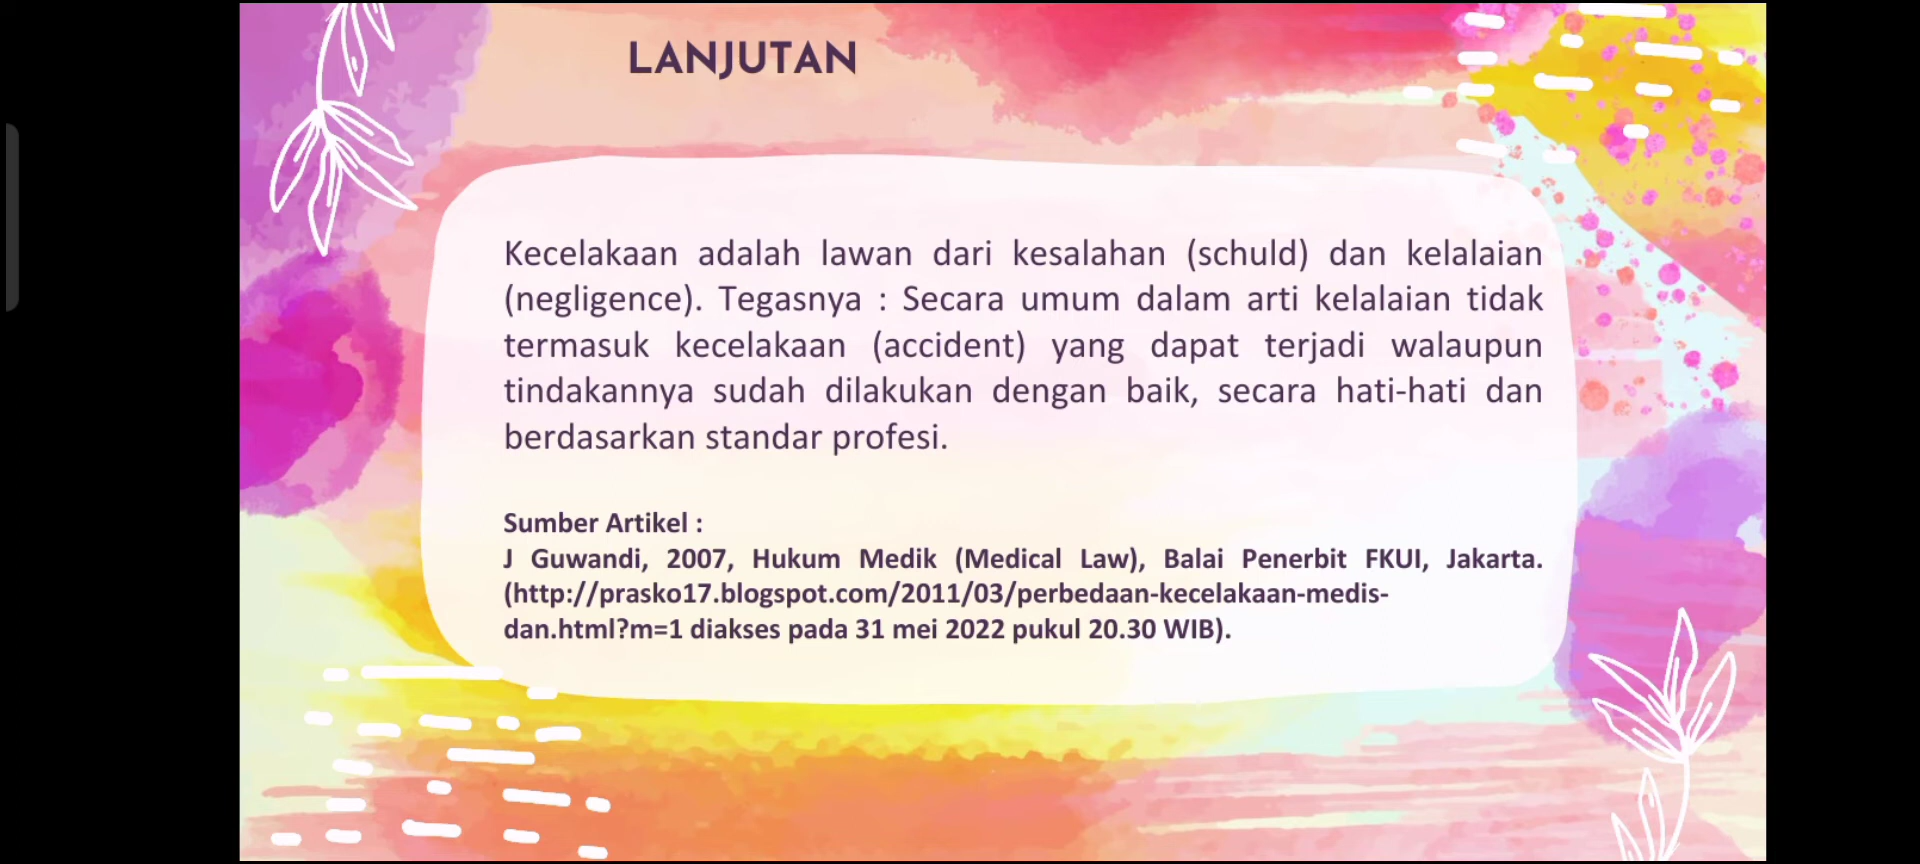 LANJUTAN
Kecelakaan adalah lawan dari kesalahan (schuld) dan kelalaian
(negligence). Tegasnya : Secara umum dalam arti kelalaian tidak
termasuk kecelakaan (accident) yang dapat terjadi walaupun
tindakannya sudah dilakukan dengan baik, secara hati-hati dan
berdasarkan standar profesi.
Sumber Artikel :
J Guwandi, 2007, Hukum Medik (Medical Law), Balai Penerbit FKUI, Jakarta.
(http://prasko17.blogspot.com/2011/03/perbedaan-kecelakaan-medis-
dan.html?m=1 diakses pada 31 mei 2022 pukul 20.30 WIB).